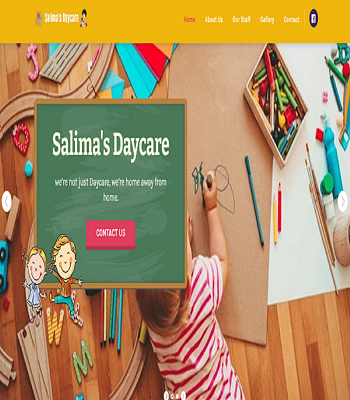 Salima's Daycare
Home About Us Our Staff Gallery Contact
Salima's Daycare
we're not just Daycare, we're home away from
home.
CONTACT US
W
M